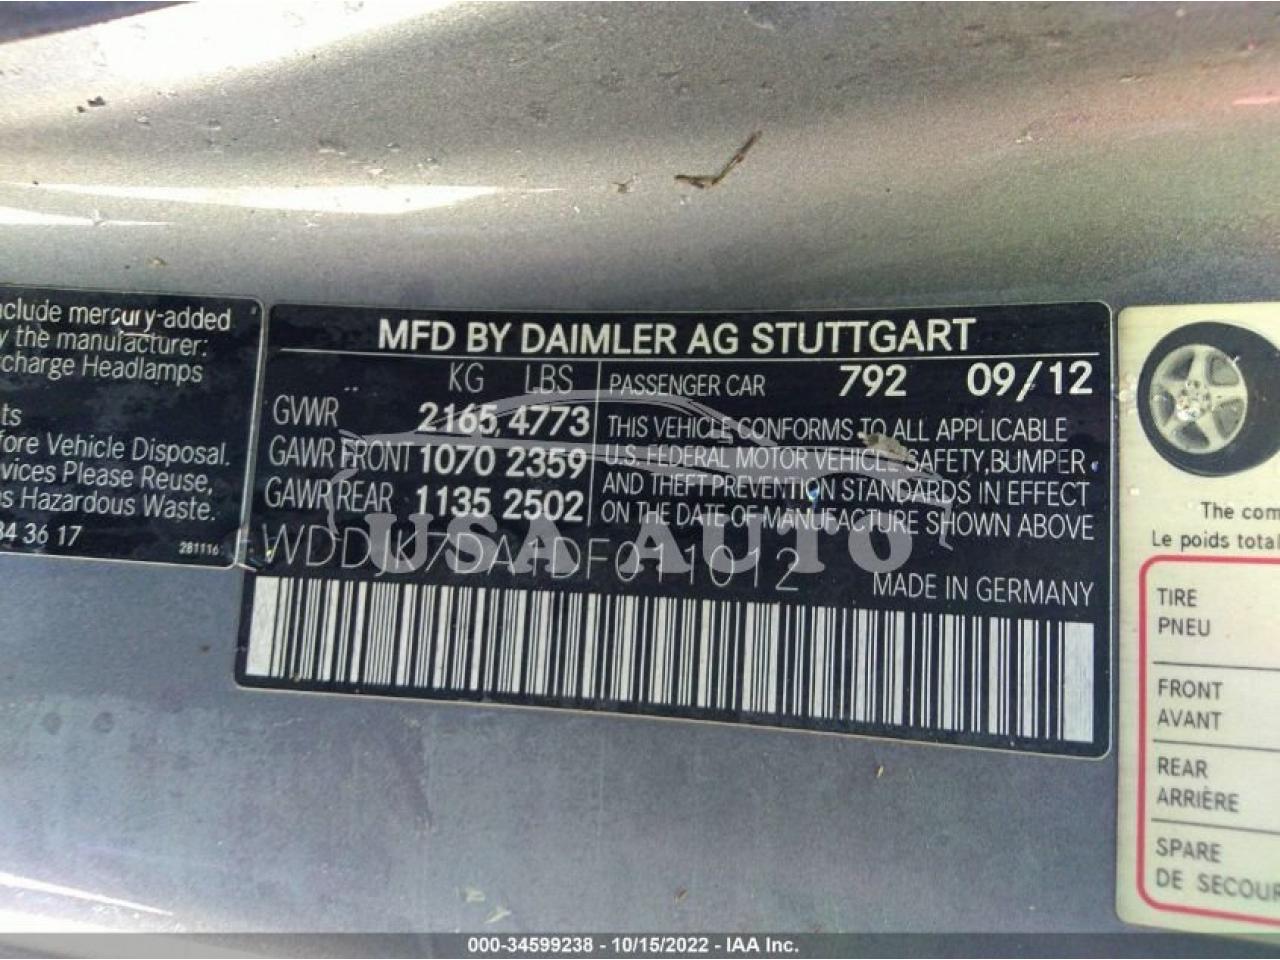 nclude mercury-added
y the manufacturer:
charge Headlamps
ts
fore Vehicle Disposal.
vices Please Reuse,
as Hazardous Waste.
34 36 17
281116
MFD BY DAIMLER AG STUTTGART
KG LBS
GVWR 2165 4773
GAWR FRONT 1070 2359
GAWR REAR 1135 2502
PASSENGER CAR 792 09/12
THIS VEHICLE CONFORMS TO ALL APPLICABLE
U.S. FEDERAL MOTOR VEHICLE SAFETY, BUMPER
AND THEFT PREVENTION STANDARDS IN EFFECT
ON THE DATE OF MANUFACTURE SHOWN ABOVE
WDDJK7DA1DF011012
MADE IN GERMANY
USA AUTO
The com
Le poids total
TIRE
PNEU
FRONT
AVANT
REAR
ARRIÈRE
SPARE
DE SECOUR
000-34599238 - 10/15/2022 - IAA Inc.